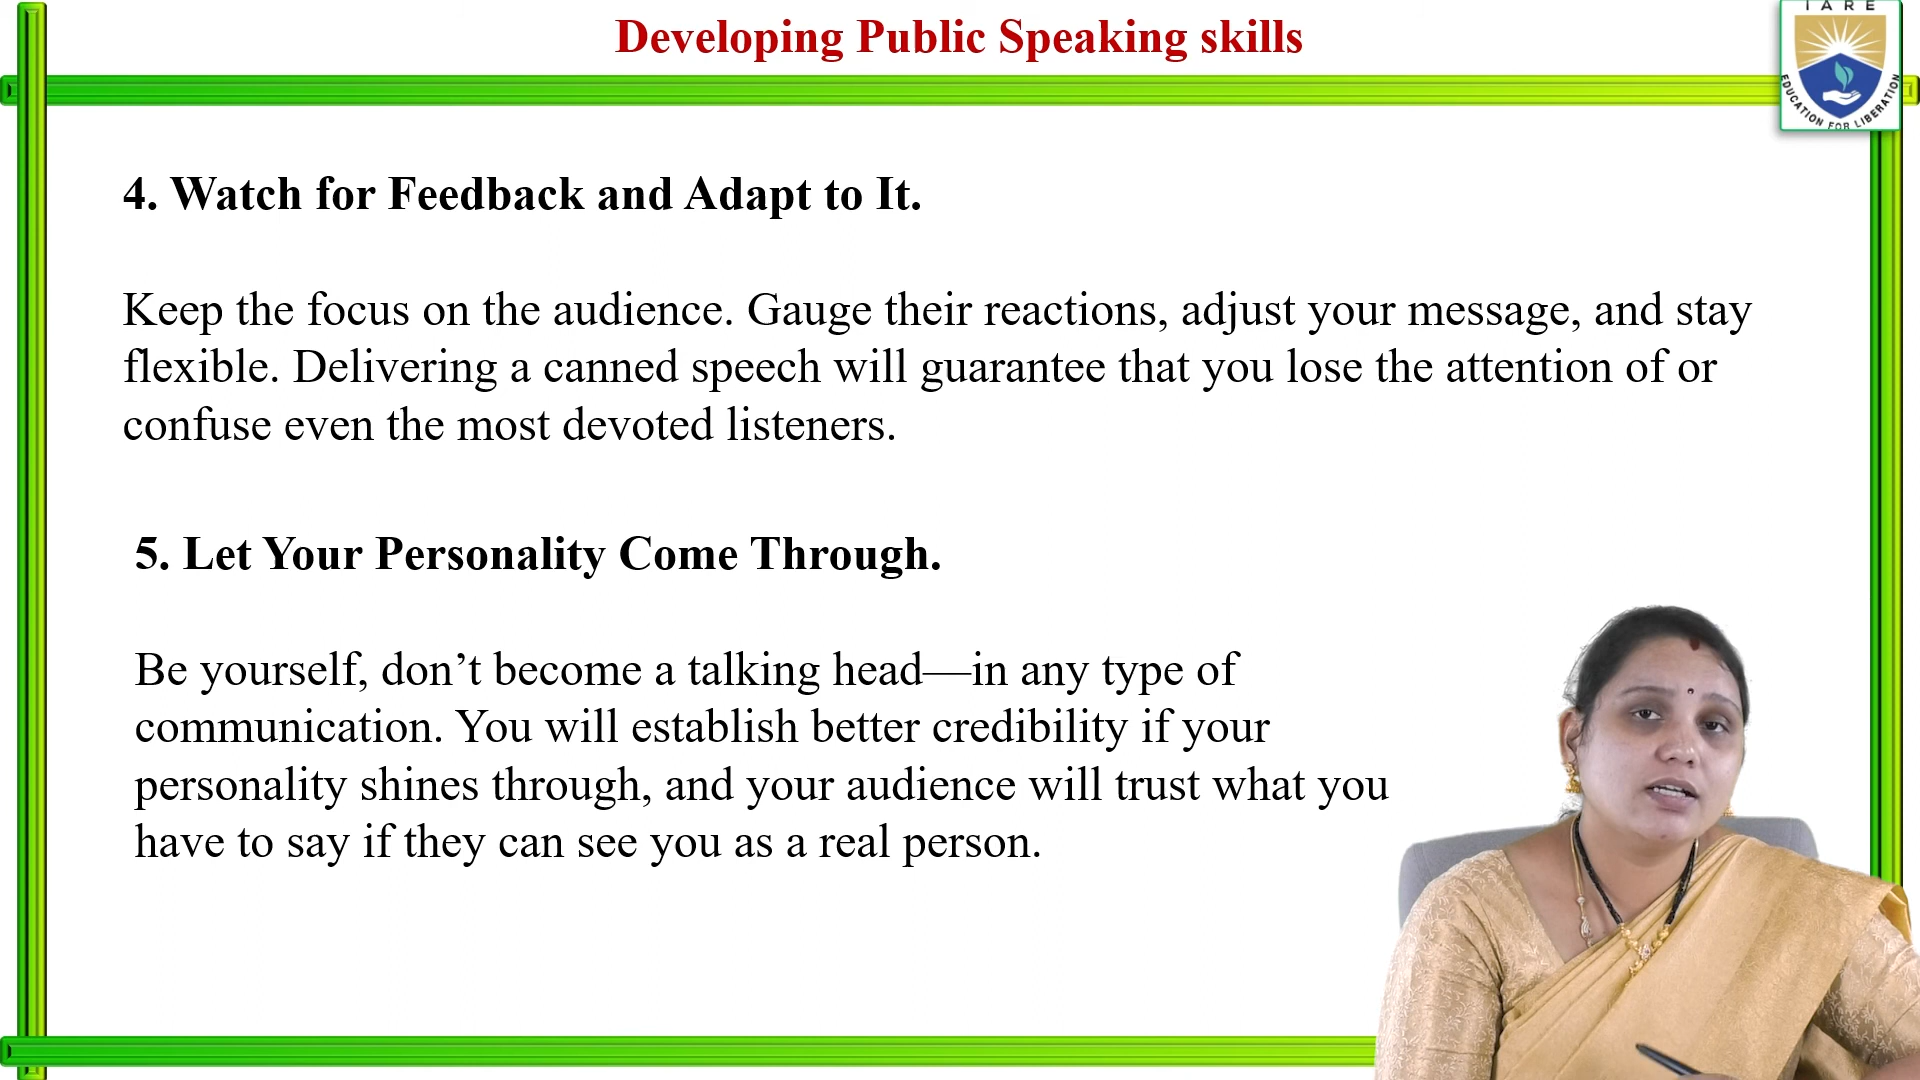 Developing Public Speaking skills
IARE
EDUCATION FOR LIBERATION
4. Watch for Feedback and Adapt to It.
Keep the focus on the audience. Gauge their reactions, adjust your message, and stay
flexible. Delivering a canned speech will guarantee that you lose the attention of or
confuse even the most devoted listeners.
5. Let Your Personality Come Through.
Be yourself, don’t become a talking head—in any type of
communication. You will establish better credibility if your
personality shines through, and your audience will trust what you
have to say if they can see you as a real person.